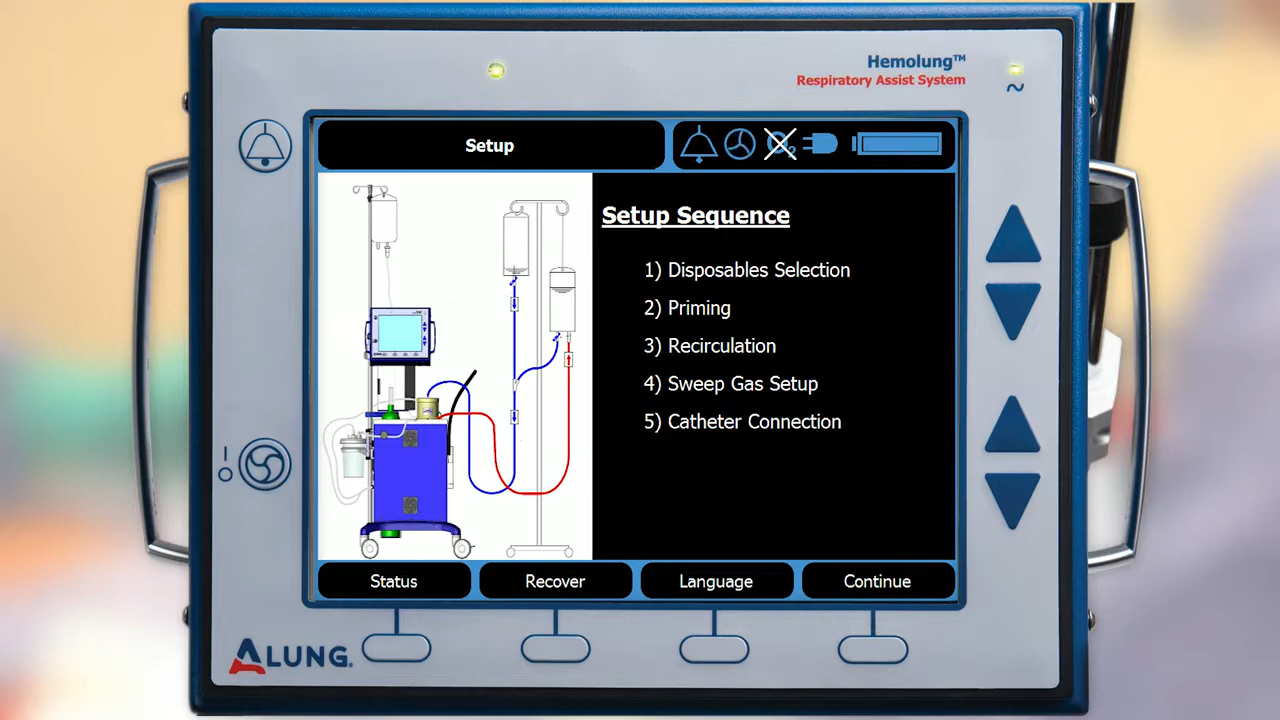 Hemolung™
Respiratory Assist System
Setup
Setup Sequence
1) Disposables Selection
2) Priming
3) Recirculation
4) Sweep Gas Setup
5) Catheter Connection
Status
Recover
Language
Continue
ALUNG®